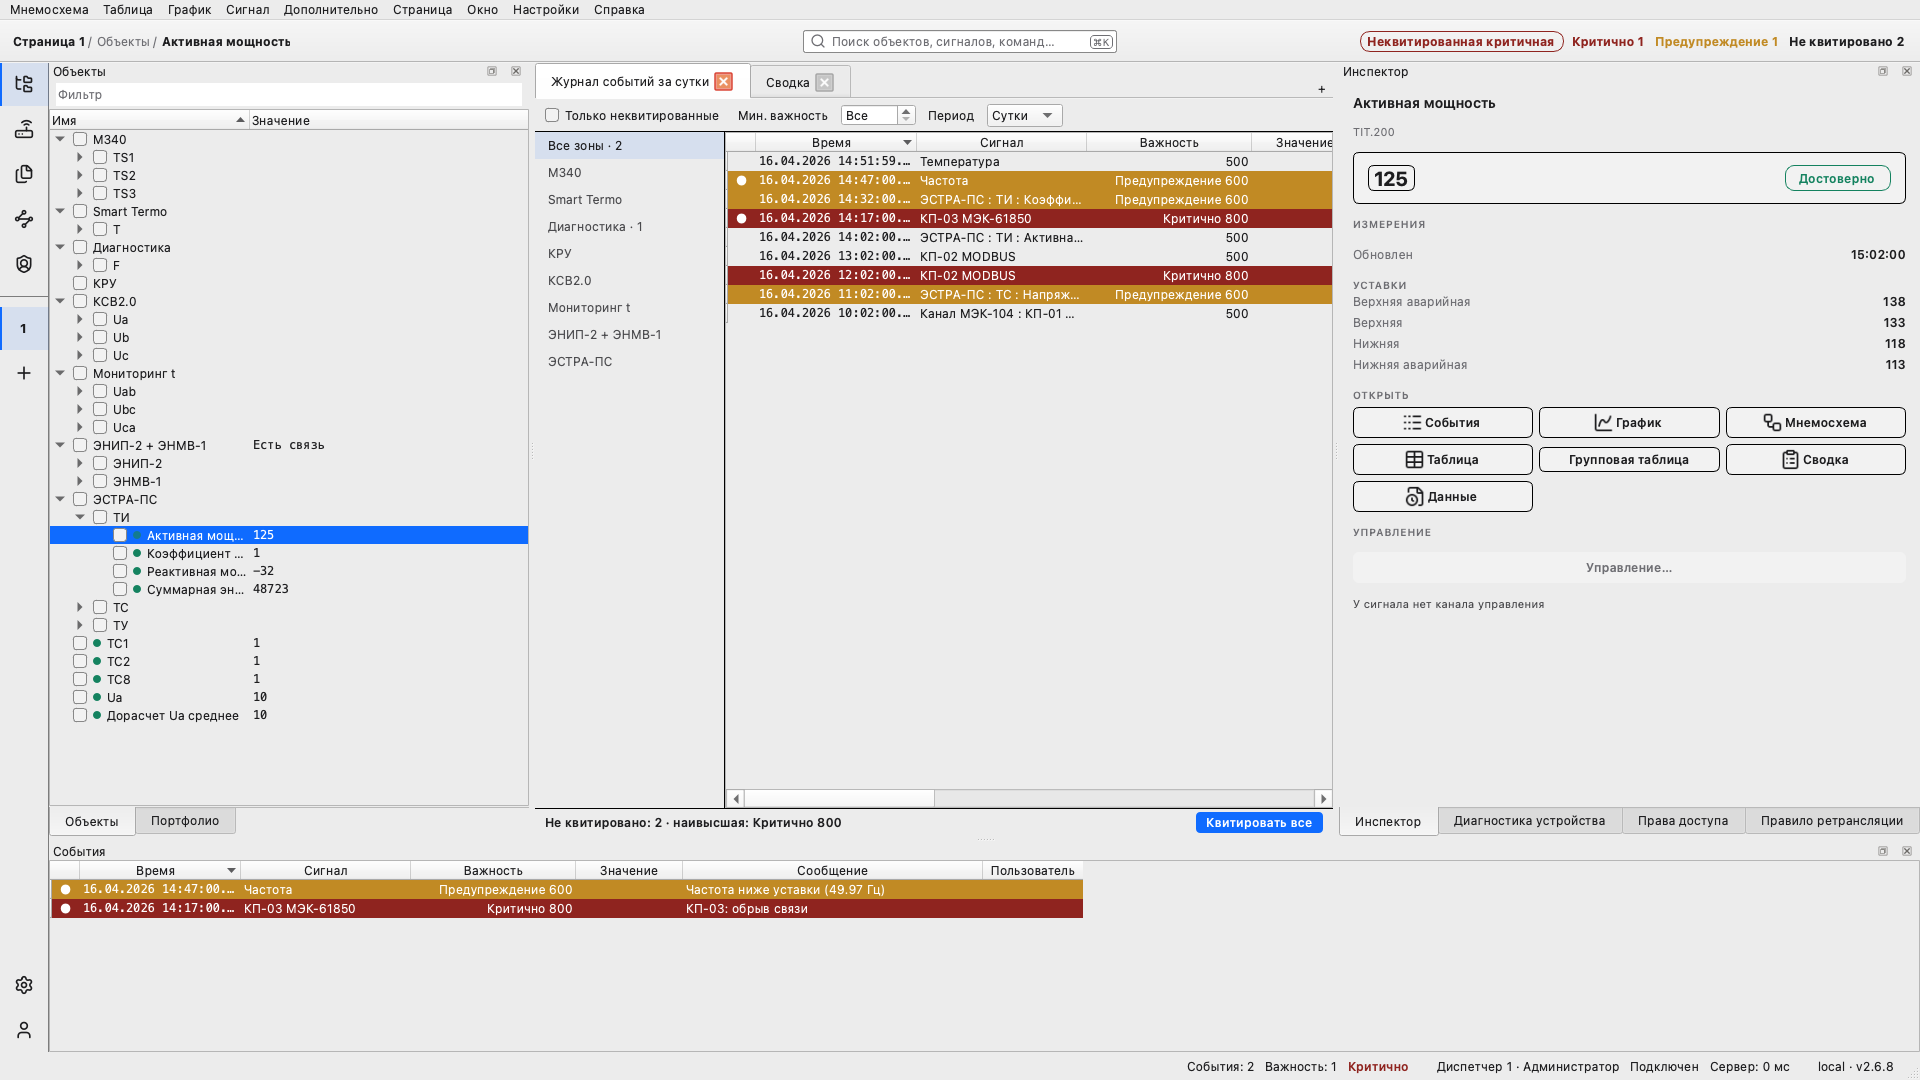 Мнемосхема Таблица График Сигнал Дополнительно Страница Окно Настройки Справка
Страница 1 / Объекты / Активная мощность
Поиск объектов, сигналов, команд... ⌘K
Неквитированная критичная Критично 1 Предупреждение 1 Не квитировано 2
Объекты
Фильтр
Имя Значение
М340
TS1
TS2
TS3
Smart Termo
T
Диагностика
F
КРУ
КСВ2.0
Ua
Ub
Uc
Мониторинг t
Uab
Ubc
Uca
ЭНИП-2 + ЭНМВ-1 Есть связь
ЭНИП-2
ЭНМВ-1
ЭСТРА-ПС
ТИ
Активная мощ... 125
Коэффициент ... 1
Реактивная мо... −32
Суммарная эн... 48723
ТС
ТУ
ТС1 1
ТС2 1
ТС8 1
Ua 10
Дорасчет Ua среднее 10
Объекты Портфолио
1
Журнал событий за сутки Сводка +
Только неквитированные Мин. важность Все Период Сутки
Все зоны · 2
М340
Smart Termo
Диагностика · 1
КРУ
КСВ2.0
Мониторинг t
ЭНИП-2 + ЭНМВ-1
ЭСТРА-ПС
Время Сигнал Важность Значение
16.04.2026 14:51:59.… Температура 500
16.04.2026 14:47:00.… Частота Предупреждение 600
16.04.2026 14:32:00.… ЭСТРА-ПС : ТИ : Коэффи... Предупреждение 600
16.04.2026 14:17:00.… КП-03 МЭК-61850 Критично 800
16.04.2026 14:02:00.… ЭСТРА-ПС : ТИ : Активна... 500
16.04.2026 13:02:00.… КП-02 MODBUS 500
16.04.2026 12:02:00.… КП-02 MODBUS Критично 800
16.04.2026 11:02:00.… ЭСТРА-ПС : ТС : Напряж... Предупреждение 600
16.04.2026 10:02:00.… Канал МЭК-104 : КП-01 ... 500
Не квитировано: 2 · наивысшая: Критично 800 Квитировать все
Инспектор
Активная мощность
TIT.200
125 Достоверно
ИЗМЕРЕНИЯ
Обновлен 15:02:00
УСТАВКИ
Верхняя аварийная 138
Верхняя 133
Нижняя 118
Нижняя аварийная 113
ОТКРЫТЬ
События График Мнемосхема
Таблица Групповая таблица Сводка
Данные
УПРАВЛЕНИЕ
Управление...
У сигнала нет канала управления
Инспектор Диагностика устройства Права доступа Правило ретрансляции
События
Время Сигнал Важность Значение Сообщение Пользователь
16.04.2026 14:47:00.… Частота Предупреждение 600 Частота ниже уставки (49.97 Гц)
16.04.2026 14:17:00.… КП-03 МЭК-61850 Критично 800 КП-03: обрыв связи
События: 2 Важность: 1 Критично Диспетчер 1 · Администратор Подключен Сервер: 0 мс local · v2.6.8